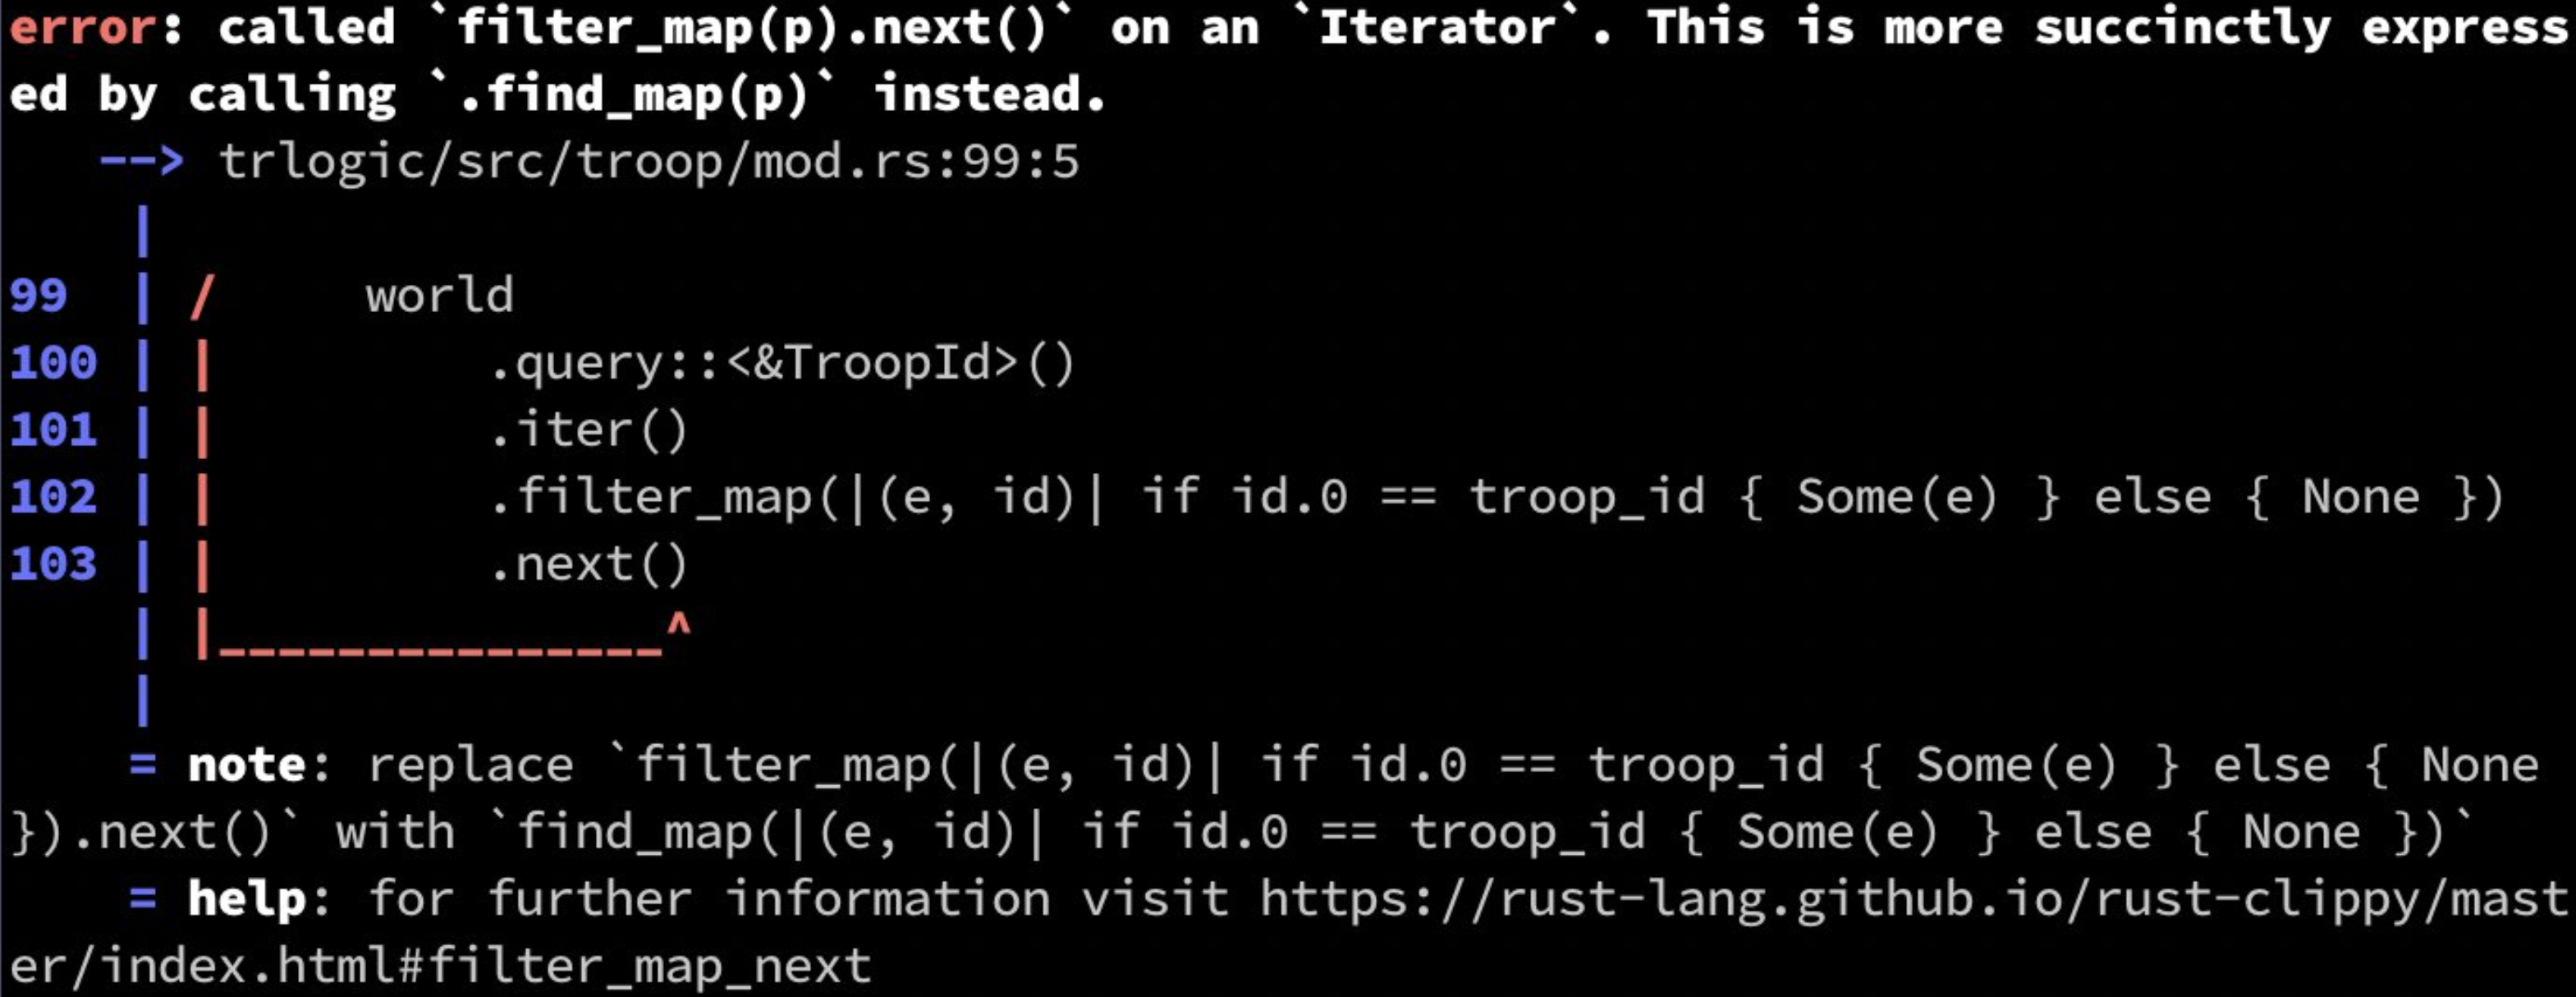 error: called `filter_map(p).next()` on an `Iterator`. This is more succinctly express
ed by calling `.find_map(p)` instead.
   --> trlogic/src/troop/mod.rs:99:5
    |
99  | /     world
100 | |         .query::<&TroopId>()
101 | |         .iter()
102 | |         .filter_map(|(e, id)| if id.0 == troop_id { Some(e) } else { None })
103 | |         .next()
    | |_______________^
    |
    = note: replace `filter_map(|(e, id)| if id.0 == troop_id { Some(e) } else { None
}).next()` with `find_map(|(e, id)| if id.0 == troop_id { Some(e) } else { None })`
    = help: for further information visit https://rust-lang.github.io/rust-clippy/mast
er/index.html#filter_map_next